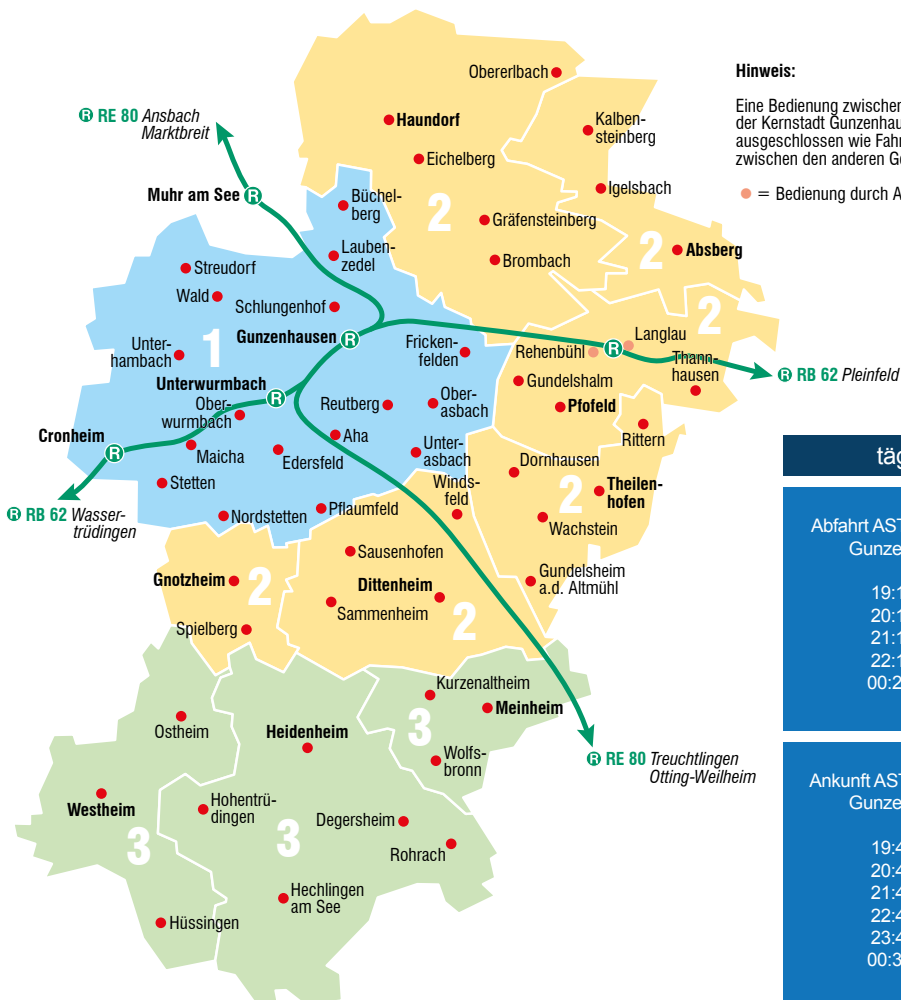 Obererlbach
Haundorf
Kalben-
steinberg
Eichelberg
Igelsbach
2
Gräfensteinberg
Brombach
2
Absberg
2
Hinweis:
Eine Bedienung zwischen
der Kernstadt Gunzenhau
ausgeschlossen wie Fahr
zwischen den anderen Ge
= Bedienung durch A
R RE 80 Ansbach
Marktbreit
Muhr am See R
Büchel-
berg
Lauben-
zedel
Streudorf
Wald
Schlungenhof
1
Gunzenhausen R
Unter-
hambach
Fricken-
felden
Rehenbühl
R
Langlau
Thann-
hausen
R RB 62 Pleinfeld
Unterwurmbach
R
Ober-
wurmbach
Reutberg
Ober-
asbach
Gundelshalm
Pfofeld
Rittern
Cronheim
R
Maicha
Edersfeld
Aha
Unter-
asbach
Dornhausen
Stetten
Winds-
feld
Theilen-
hofen
2
R RB 62 Wasser-
trüdingen
Nordstetten
Pflaumfeld
Wachstein
Sausenhofen
Gnotzheim
2
Dittenheim
Gundelsheim
a.d. Altmühl
Sammenheim
2
Spielberg
Kurzenaltheim
Meinheim
3
Ostheim
Heidenheim
Wolfs-
bronn
R RE 80 Treuchtlingen
Otting-Weilheim
Westheim
Hohentrü-
dingen
Degersheim
3
3
Rohrach
Hechlingen
am See
Hüssingen
täg
Abfahrt AST
Gunze
19:1
20:1
21:1
22:1
00:2
Ankunft AST
Gunze
19:4
20:4
21:4
22:4
23:4
00:3